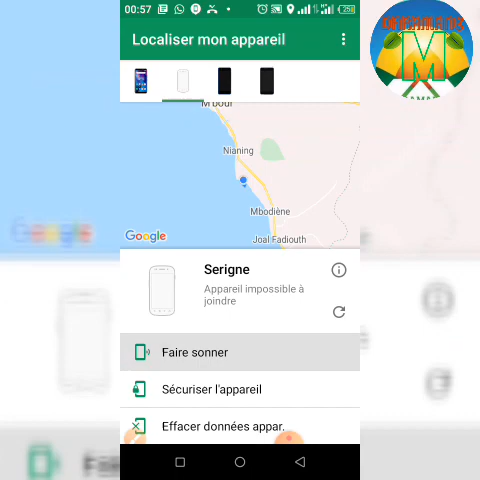 00:57
Localiser mon appareil
M'bour
Nianing
Mbodiène
Joal Fadiouth
Google
Serigne
Appareil impossible à
joindre
Faire sonner
Sécuriser l'appareil
Effacer données appar.
M